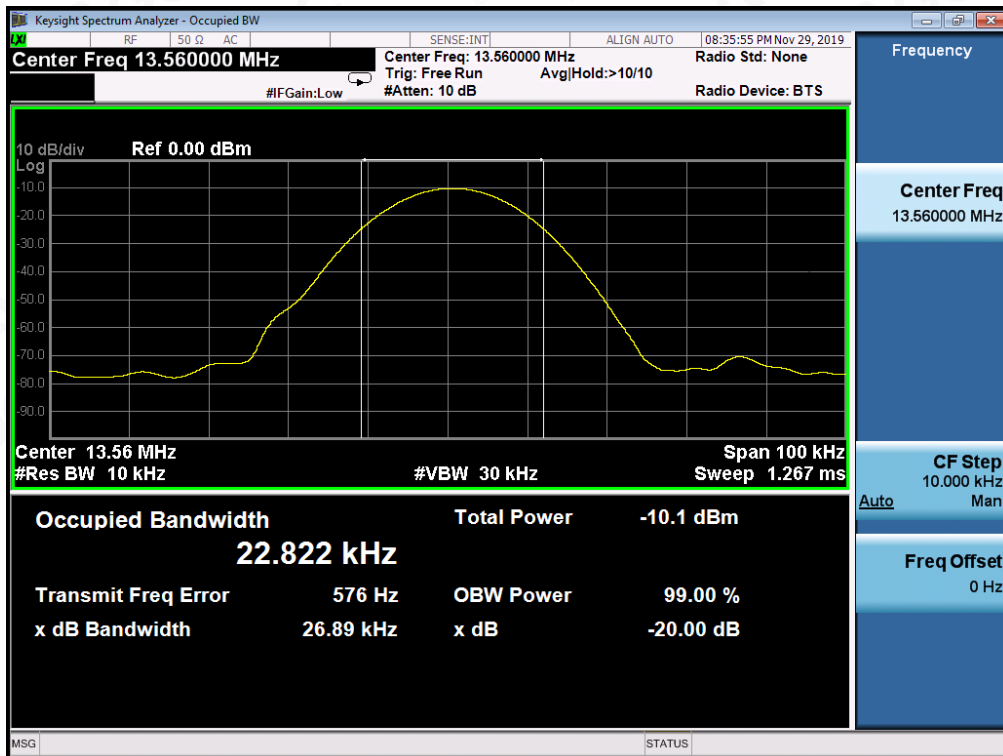 Keysight Spectrum Analyzer - Occupied BW
LXI RF 50 Ω AC SENSE:INT ALIGN AUTO 08:35:55 PM Nov 29, 2019
Center Freq 13.560000 MHz
Center Freq: 13.560000 MHz Radio Std: None
Trig: Free Run Avg|Hold:>10/10
#IFGain:Low #Atten: 10 dB Radio Device: BTS
10 dB/div Ref 0.00 dBm
Log
-10.0
-20.0
-30.0
-40.0
-50.0
-60.0
-70.0
-80.0
-90.0
Center 13.56 MHz Span 100 kHz
#Res BW 10 kHz #VBW 30 kHz Sweep 1.267 ms
Occupied Bandwidth Total Power -10.1 dBm
22.822 kHz
Transmit Freq Error 576 Hz OBW Power 99.00 %
x dB Bandwidth 26.89 kHz x dB -20.00 dB
MSG STATUS
Frequency
Center Freq
13.560000 MHz
CF Step
10.000 kHz
Auto Man
Freq Offset
0 Hz